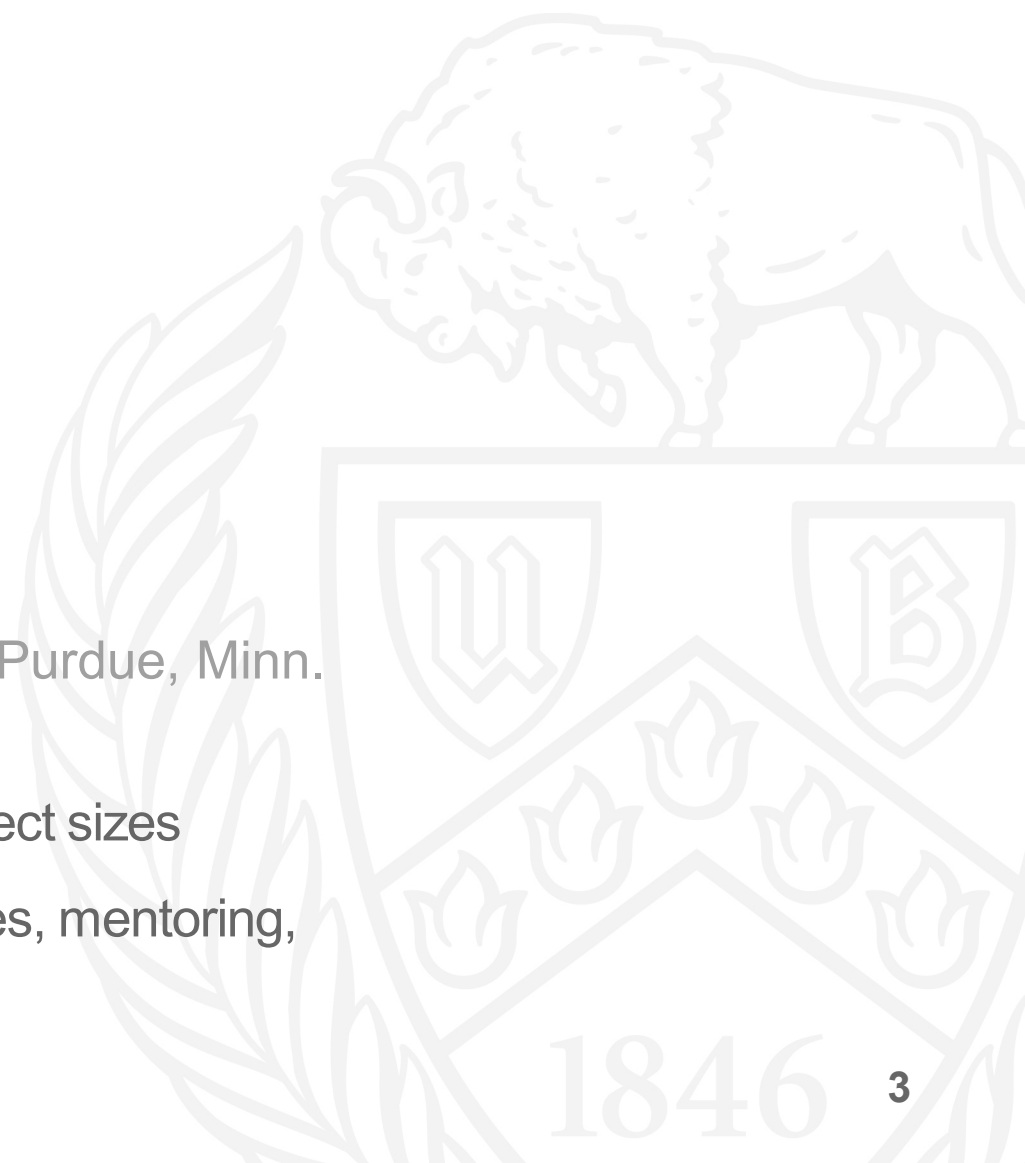 U B
Purdue, Minn.
ect sizes
es, mentoring,
1846
3